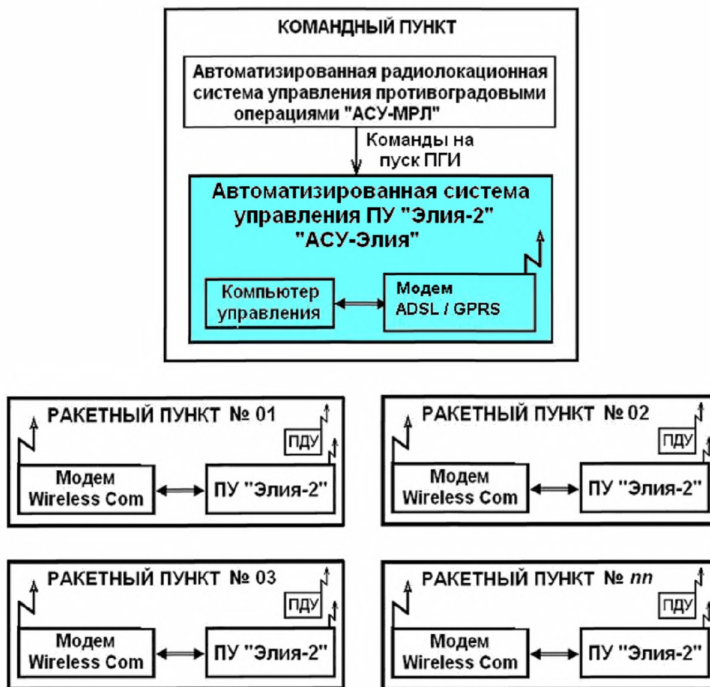 КОМАНДНЫЙ ПУНКТ
Автоматизированная радиолокационная
система управления противоградовыми
операциями "АСУ-МРЛ"
Команды на
пуск ПГИ
Автоматизированная система
управления ПУ "Элия-2"
"АСУ-Элия"
Компьютер
управления
Модем
ADSL / GPRS
РАКЕТНЫЙ ПУНКТ № 01
ПДУ
Модем
Wireless Com
ПУ "Элия-2"
РАКЕТНЫЙ ПУНКТ № 02
ПДУ
Модем
Wireless Com
ПУ "Элия-2"
РАКЕТНЫЙ ПУНКТ № 03
ПДУ
Модем
Wireless Com
ПУ "Элия-2"
РАКЕТНЫЙ ПУНКТ № nn
ПДУ
Модем
Wireless Com
ПУ "Элия-2"